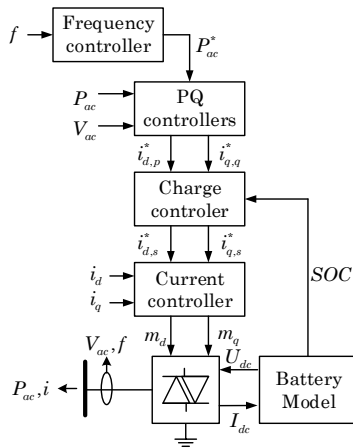 Frequency
controller
f
P*ac
Pac
Vac
PQ
controllers
i*d,p
i*q,q
Charge
controler
i*d,s
i*q,s
SOC
id
iq
Current
controller
md
mq
Vac, f
Udc
Pac, i
Battery
Model
Idc